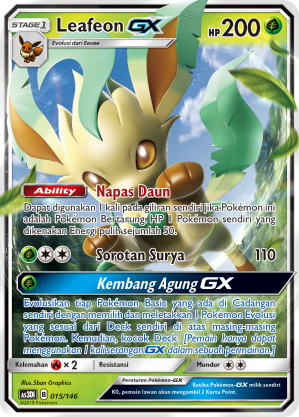 STAGE 1 Leafeon GX HP 200
Evolusi dari Eevee
Ability Napas Daun
Dapat digunakan 1 kali pada giliran sendiri jika Pokémon ini
adalah Pokémon Bertarung. HP 1 Pokémon sendiri yang
dikenakan Energi pulih sejumlah 50.
Sorotan Surya 110
Kembang Agung GX
Evolusikan tiap Pokémon Basic yang ada di Cadangan
sendiri dengan memilih dan meletakkan 1 Pokémon Evolusi
yang sesuai dari Deck sendiri di atas masing-masing
Pokémon. Kemudian, kocok Deck. [Pemain hanya dapat
menggunakan 1 kali serangan GX dalam sebuah permainan.]
Kelemahan × 2 Resistansi Mundur
Illus. 5ban Graphics
AS3D N D 015/146
©2019 Pokémon
Peraturan Pokémon-GX
Ketika Pokémon-GX milik sendiri
KO, pemain lawan akan mengambil 2 Kartu Point.